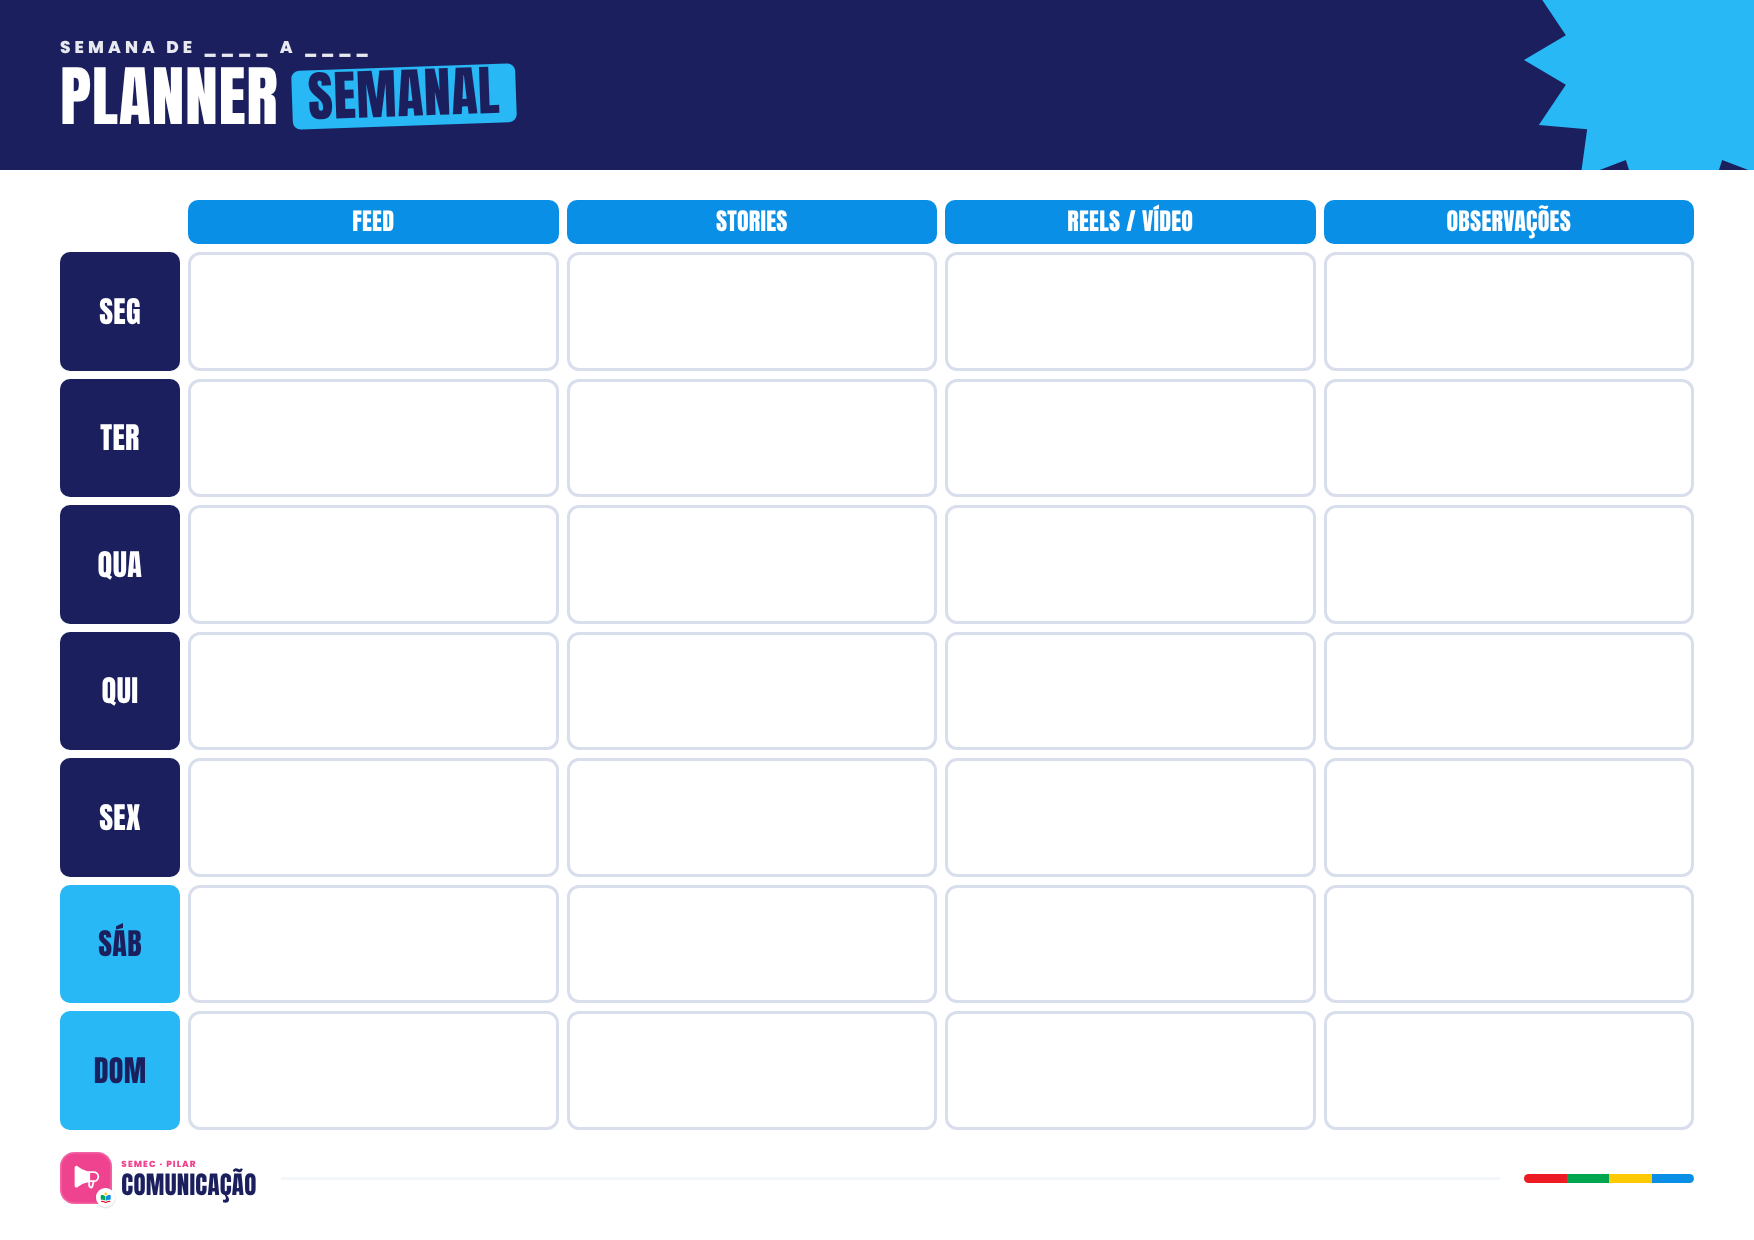 SEMANA DE ____ A ____
PLANNER SEMANAL
FEED STORIES REELS / VÍDEO OBSERVAÇÕES
SEG
TER
QUA
QUI
SEX
SÁB
DOM
SEMEC · PILAR
COMUNICAÇÃO